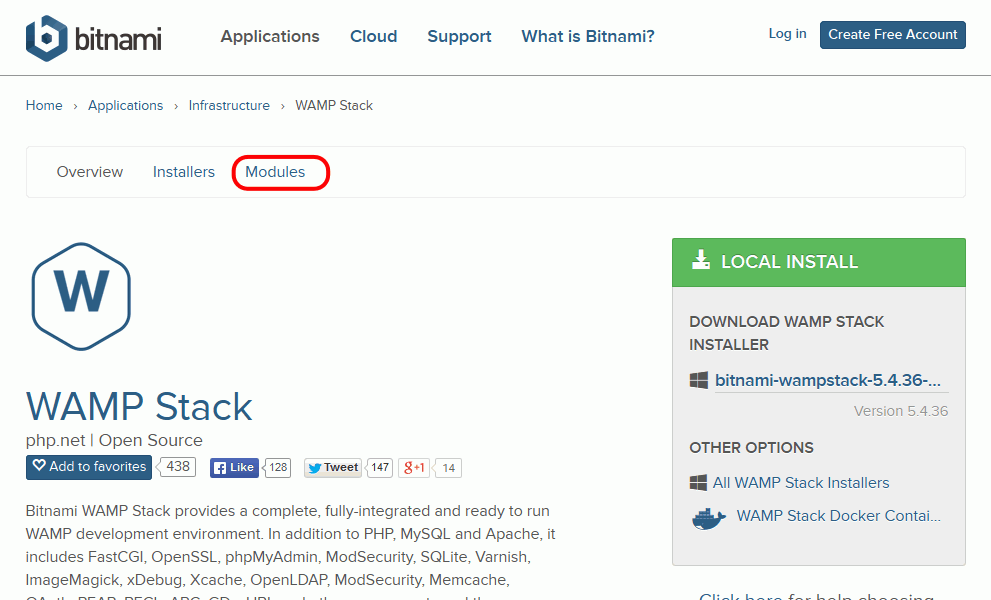 bitnami
Applications Cloud Support What is Bitnami? Log in Create Free Account
Home › Applications › Infrastructure › WAMP Stack
Overview Installers Modules
W
WAMP Stack
php.net | Open Source
Add to favorites 438 Like 128 Tweet 147 g+1 14
Bitnami WAMP Stack provides a complete, fully-integrated and ready to run
WAMP development environment. In addition to PHP, MySQL and Apache, it
includes FastCGI, OpenSSL, phpMyAdmin, ModSecurity, SQLite, Varnish,
ImageMagick, xDebug, Xcache, OpenLDAP, ModSecurity, Memcache,
LOCAL INSTALL
DOWNLOAD WAMP STACK
INSTALLER
bitnami-wampstack-5.4.36-...
Version 5.4.36
OTHER OPTIONS
All WAMP Stack Installers
WAMP Stack Docker Contai...
Click here for help choosing